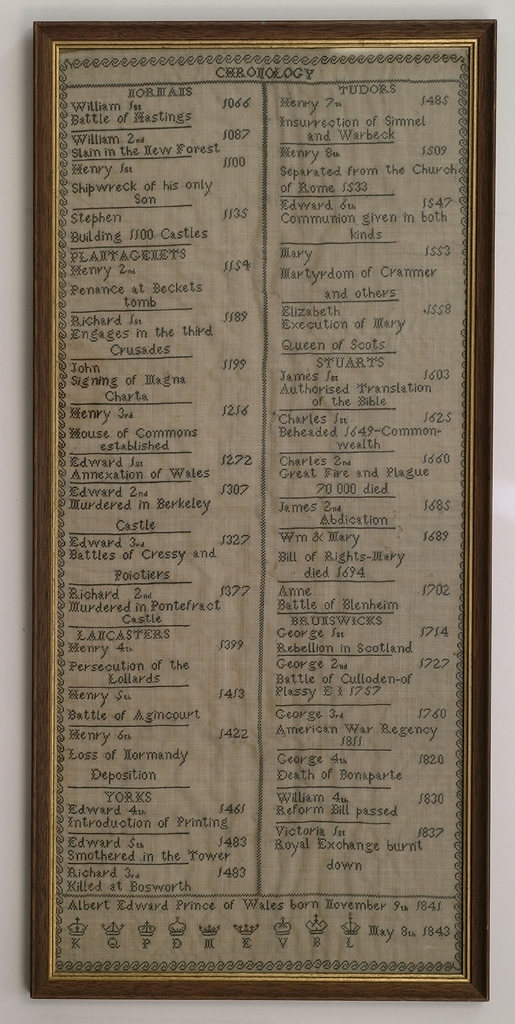 CHRONOLOGY
NORMANS
William 1st 1066
Battle of Hastings
William 2nd 1087
Slain in the New Forest
Henry 1st 1100
Shipwreck of his only
Son
Stephen 1135
Building 1100 Castles
PLANTAGENETS
Henry 2nd 1154
Penance at Beckets
tomb
Richard 1st 1189
Engages in the third
Crusades
John 1199
Signing of Magna
Charta
Henry 3rd 1216
House of Commons
established
Edward 1st 1272
Annexation of Wales
Edward 2nd 1307
Murdered in Berkeley
Castle
Edward 3rd 1327
Battles of Cressy and
Poictiers
Richard 2nd 1377
Murdered in Pontefract
Castle
LANCASTERS
Henry 4th 1399
Persecution of the
Lollards
Henry 5th 1413
Battle of Agincourt
Henry 6th 1422
Loss of Normandy
Deposition
YORKS
Edward 4th 1461
Introduction of Printing
Edward 5th 1483
Smothered in the Tower
Richard 3rd 1483
Killed at Bosworth
TUDORS
Henry 7th 1485
Insurrection of Simnel
and Warbeck
Henry 8th 1509
Separated from the Church
of Rome 1533
Edward 6th 1547
Communion given in both
kinds
Mary 1553
Martyrdom of Cranmer
and others
Elizabeth 1558
Execution of Mary
Queen of Scots
STUARTS
James 1st 1603
Authorised Translation
of the Bible
Charles 1st 1625
Beheaded 1649-Common-
wealth
Charles 2nd 1660
Great Fire and Plague
70 000 died
James 2nd 1685
Abdication
Wm & Mary 1689
Bill of Rights-Mary
died 1694
Anne 1702
Battle of Blenheim
BRUNSWICKS
George 1st 1714
Rebellion in Scotland
George 2nd 1727
Battle of Culloden-of
Plassy E I 1757
George 3rd 1760
American War Regency
1811
George 4th 1820
Death of Bonaparte
William 4th 1830
Reform Bill passed
Victoria 1st 1837
Royal Exchange burnt
down
Albert Edward Prince of Wales born November 9th 1841
K Q P D M E V B L May 8th 1843